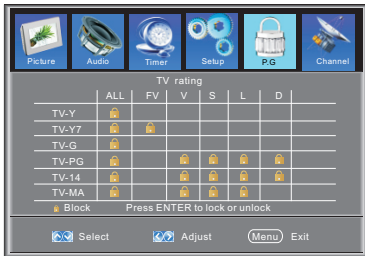 Picture Audio Timer Setup P.G Channel
TV rating
ALL FV V S L D
TV-Y
TV-Y7
TV-G
TV-PG
TV-14
TV-MA
Block Press ENTER to lock or unlock
Select Adjust Menu Exit